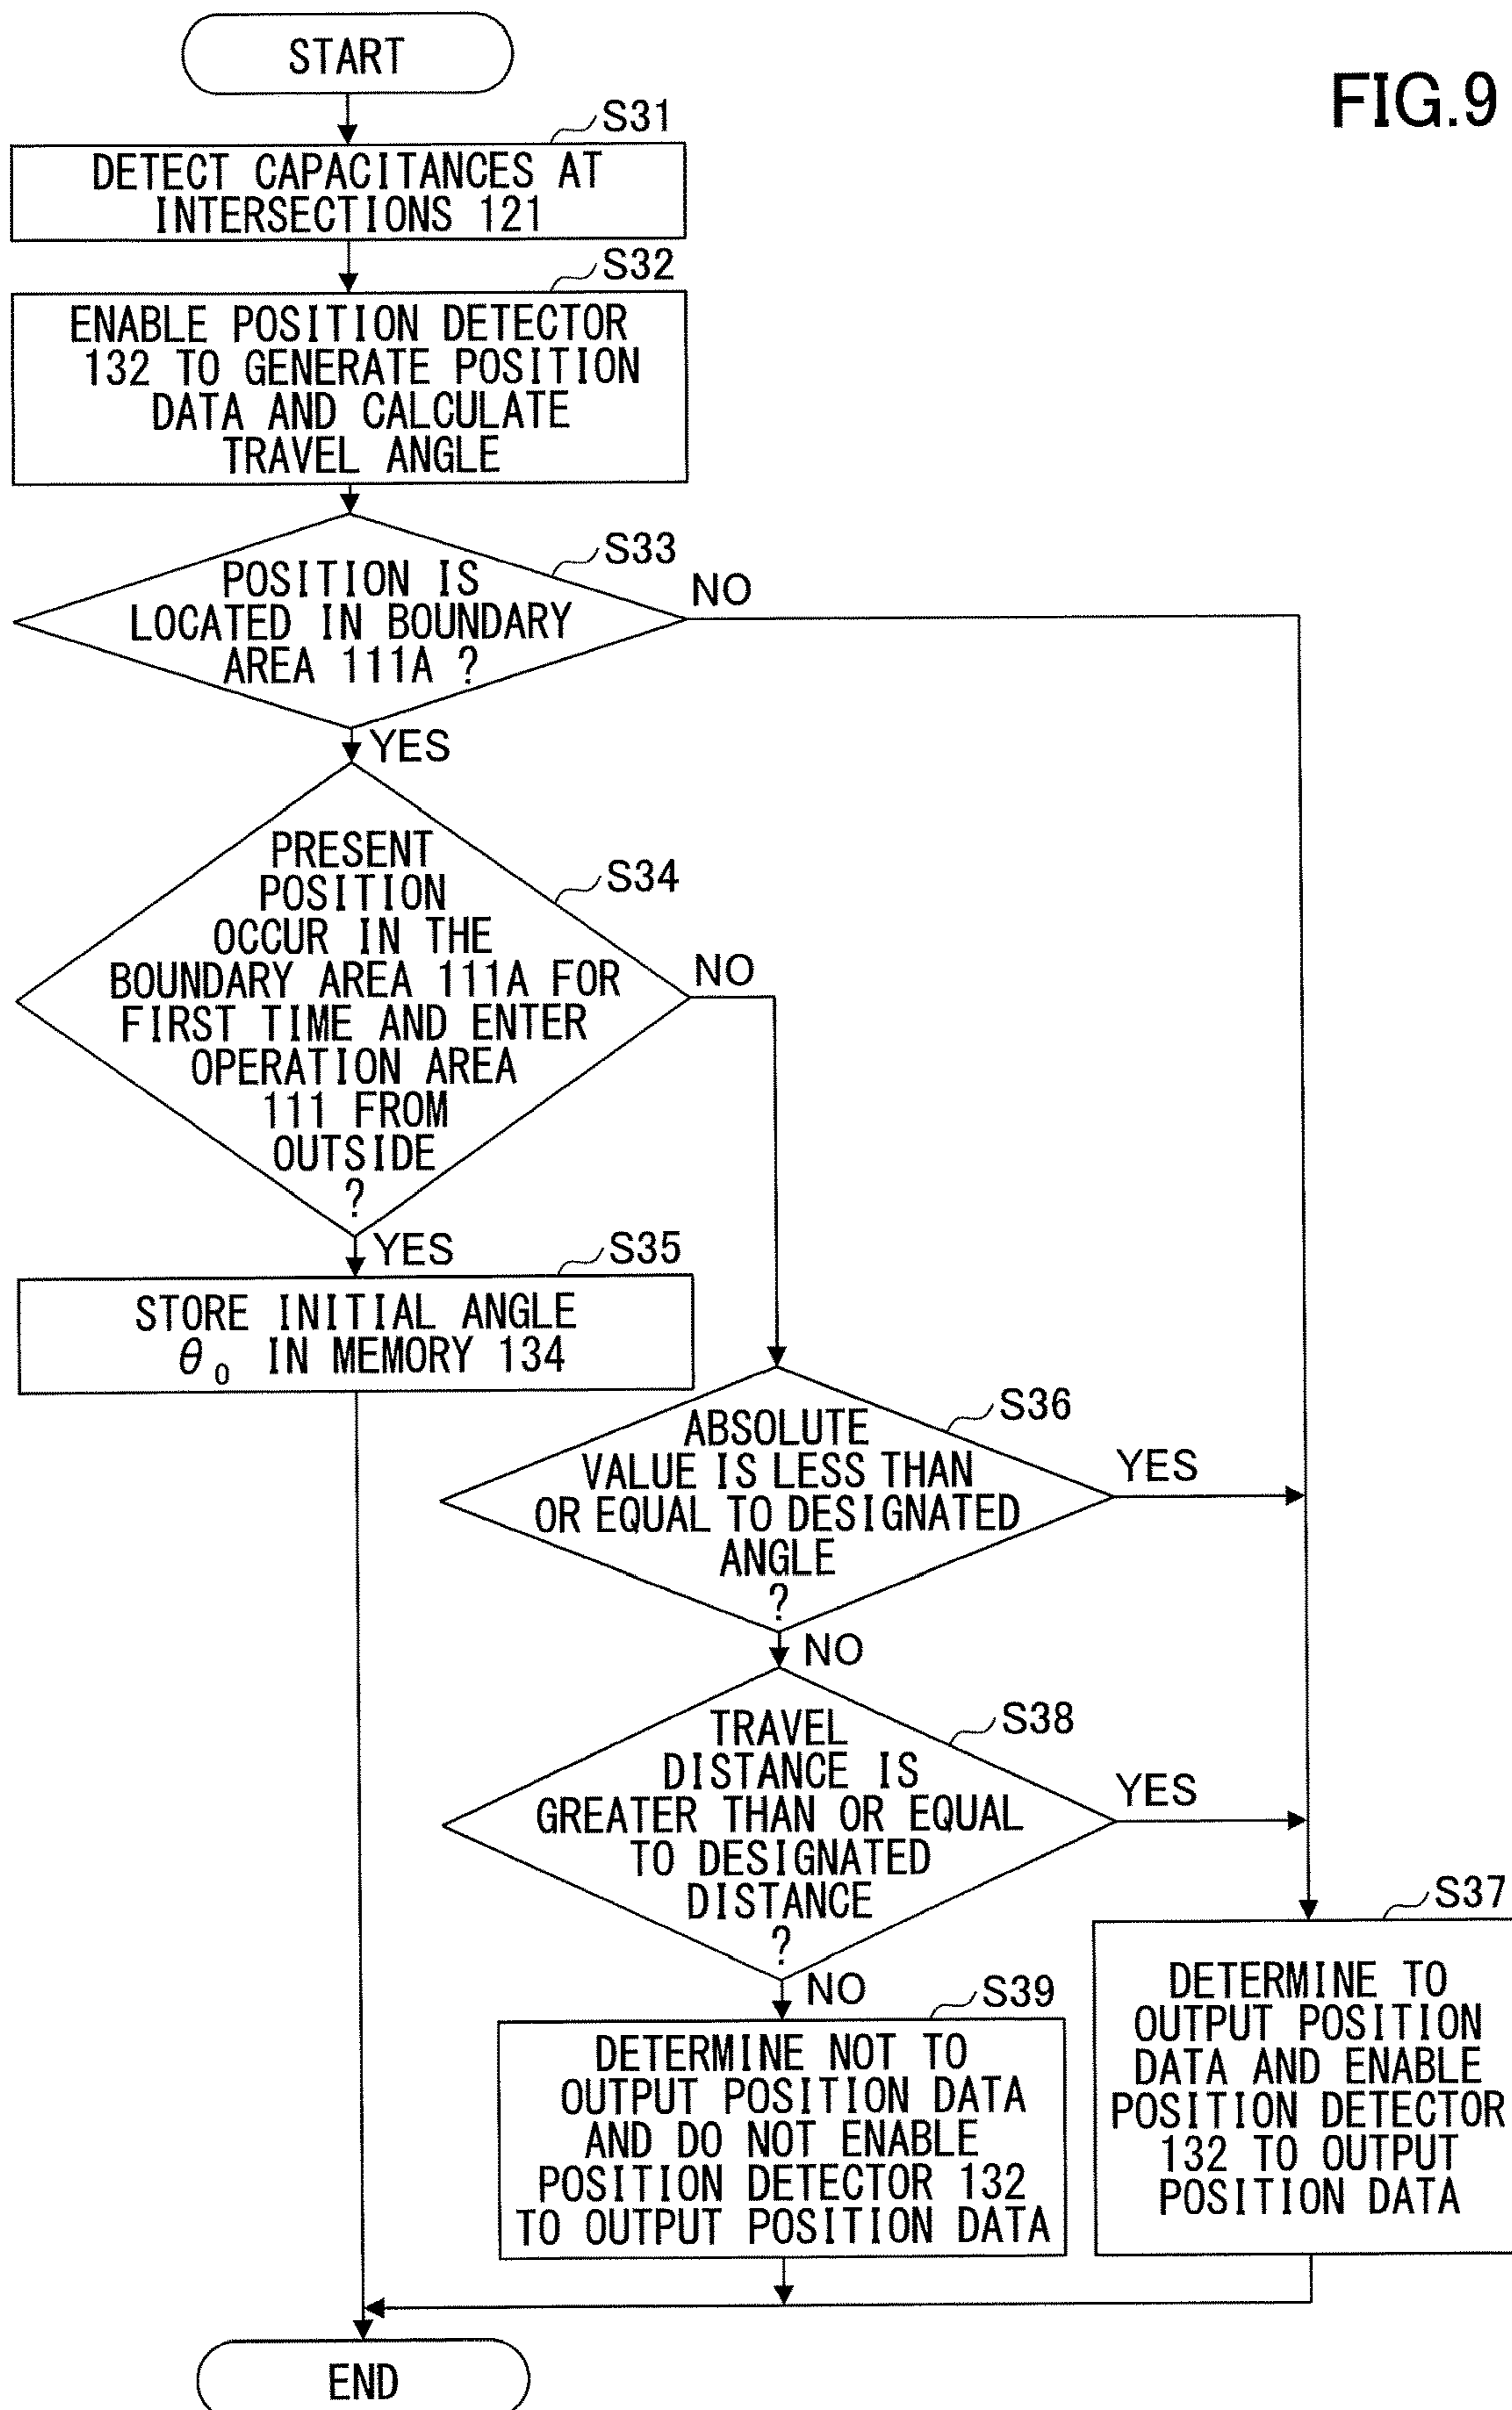 START
FIG.9
S31
DETECT CAPACITANCES AT
INTERSECTIONS 121
S32
ENABLE POSITION DETECTOR
132 TO GENERATE POSITION
DATA AND CALCULATE
TRAVEL ANGLE
S33
POSITION IS
LOCATED IN BOUNDARY
AREA 111A ?
NO
YES
S34
PRESENT
POSITION
OCCUR IN THE
BOUNDARY AREA 111A FOR
FIRST TIME AND ENTER
OPERATION AREA
111 FROM
OUTSIDE
?
NO
YES
S35
STORE INITIAL ANGLE
θ₀ IN MEMORY 134
S36
ABSOLUTE
VALUE IS LESS THAN
OR EQUAL TO DESIGNATED
ANGLE
?
YES
NO
S38
TRAVEL
DISTANCE IS
GREATER THAN OR EQUAL
TO DESIGNATED
DISTANCE
?
YES
NO
S39
DETERMINE NOT TO
OUTPUT POSITION DATA
AND DO NOT ENABLE
POSITION DETECTOR 132
TO OUTPUT POSITION DATA
S37
DETERMINE TO
OUTPUT POSITION
DATA AND ENABLE
POSITION DETECTOR
132 TO OUTPUT
POSITION DATA
END